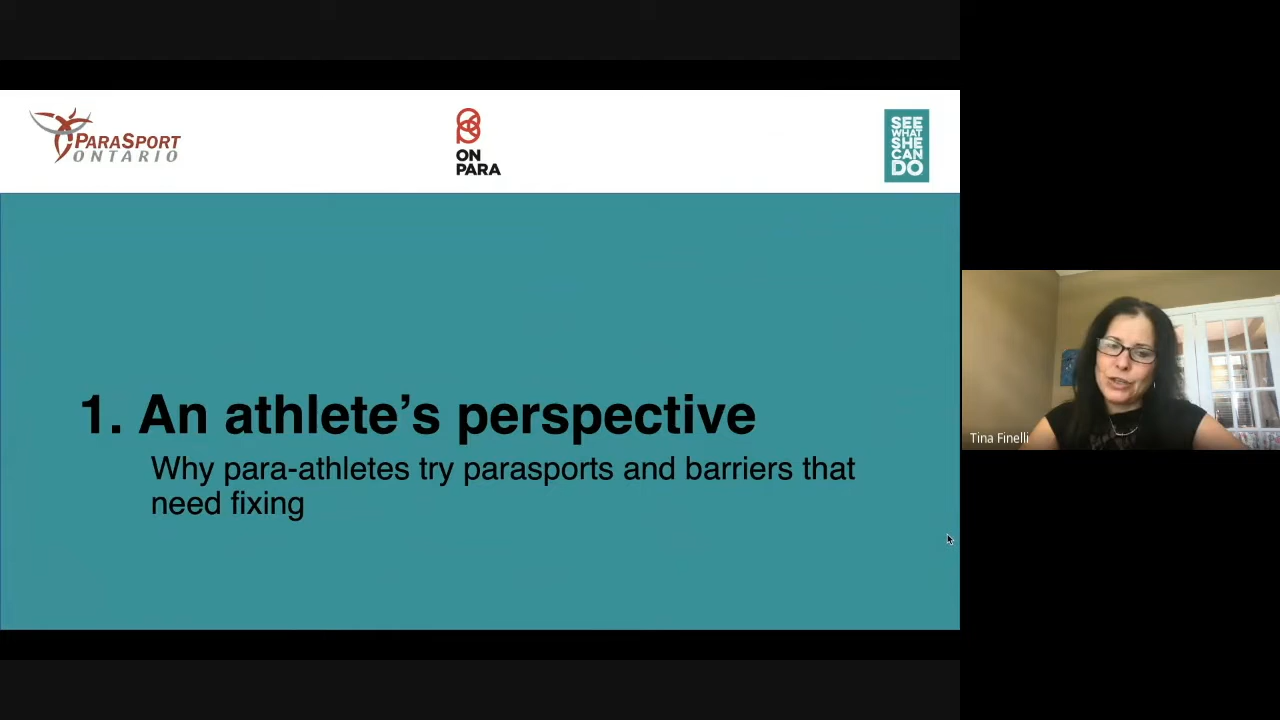 PARASPORT
ONTARIO
ON
PARA
SEE
WHAT
SHE
CAN
DO
1. An athlete’s perspective
Why para-athletes try parasports and barriers that
need fixing
Tina Finelli